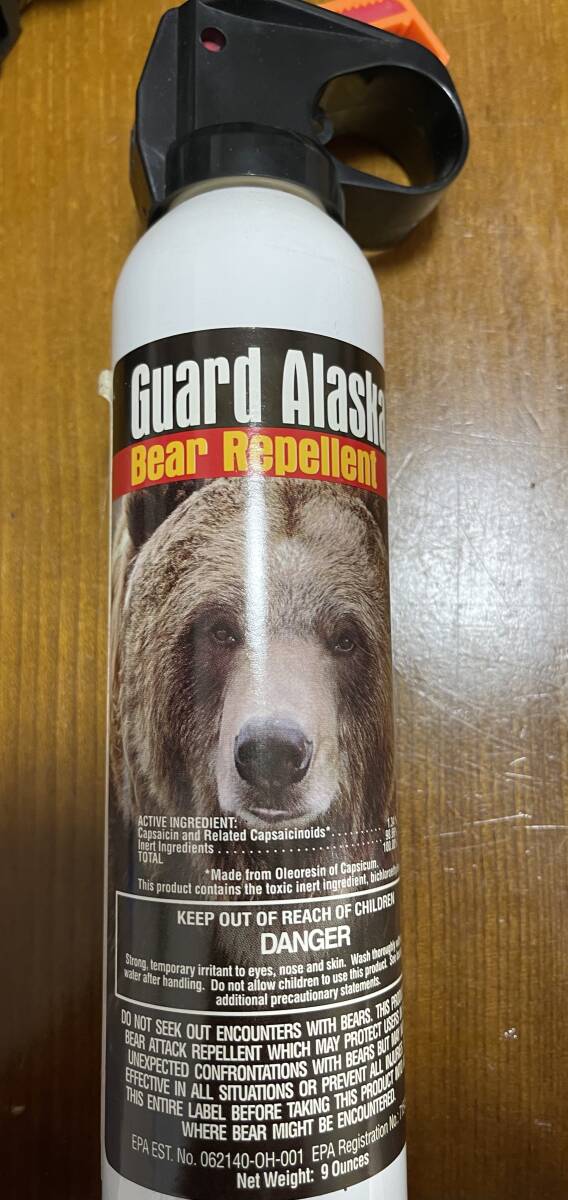 Guard Alaska
Bear Repellent
ACTIVE INGREDIENT:
Capsaicin and Related Capsaicinoids*
Inert Ingredients
TOTAL
*Made from Oleoresin of Capsicum.
This product contains the toxic inert ingredient,
KEEP OUT OF REACH OF CHILDREN
DANGER
Strong, temporary irritant to eyes, nose and skin. Wash thoroughly
water after handling. Do not allow children to use this product. See
additional precautionary statements.
DO NOT SEEK OUT ENCOUNTERS WITH BEARS. THIS
BEAR ATTACK REPELLENT WHICH MAY PROTECT USERS
UNEXPECTED CONFRONTATIONS WITH BEARS BUT MAY
EFFECTIVE IN ALL SITUATIONS OR PREVENT ALL
THIS ENTIRE LABEL BEFORE TAKING THIS PRODUCT
WHERE BEAR MIGHT BE ENCOUNTERED.
EPA EST. No. 062140-OH-001 EPA Registration No.
Net Weight: 9 Ounces